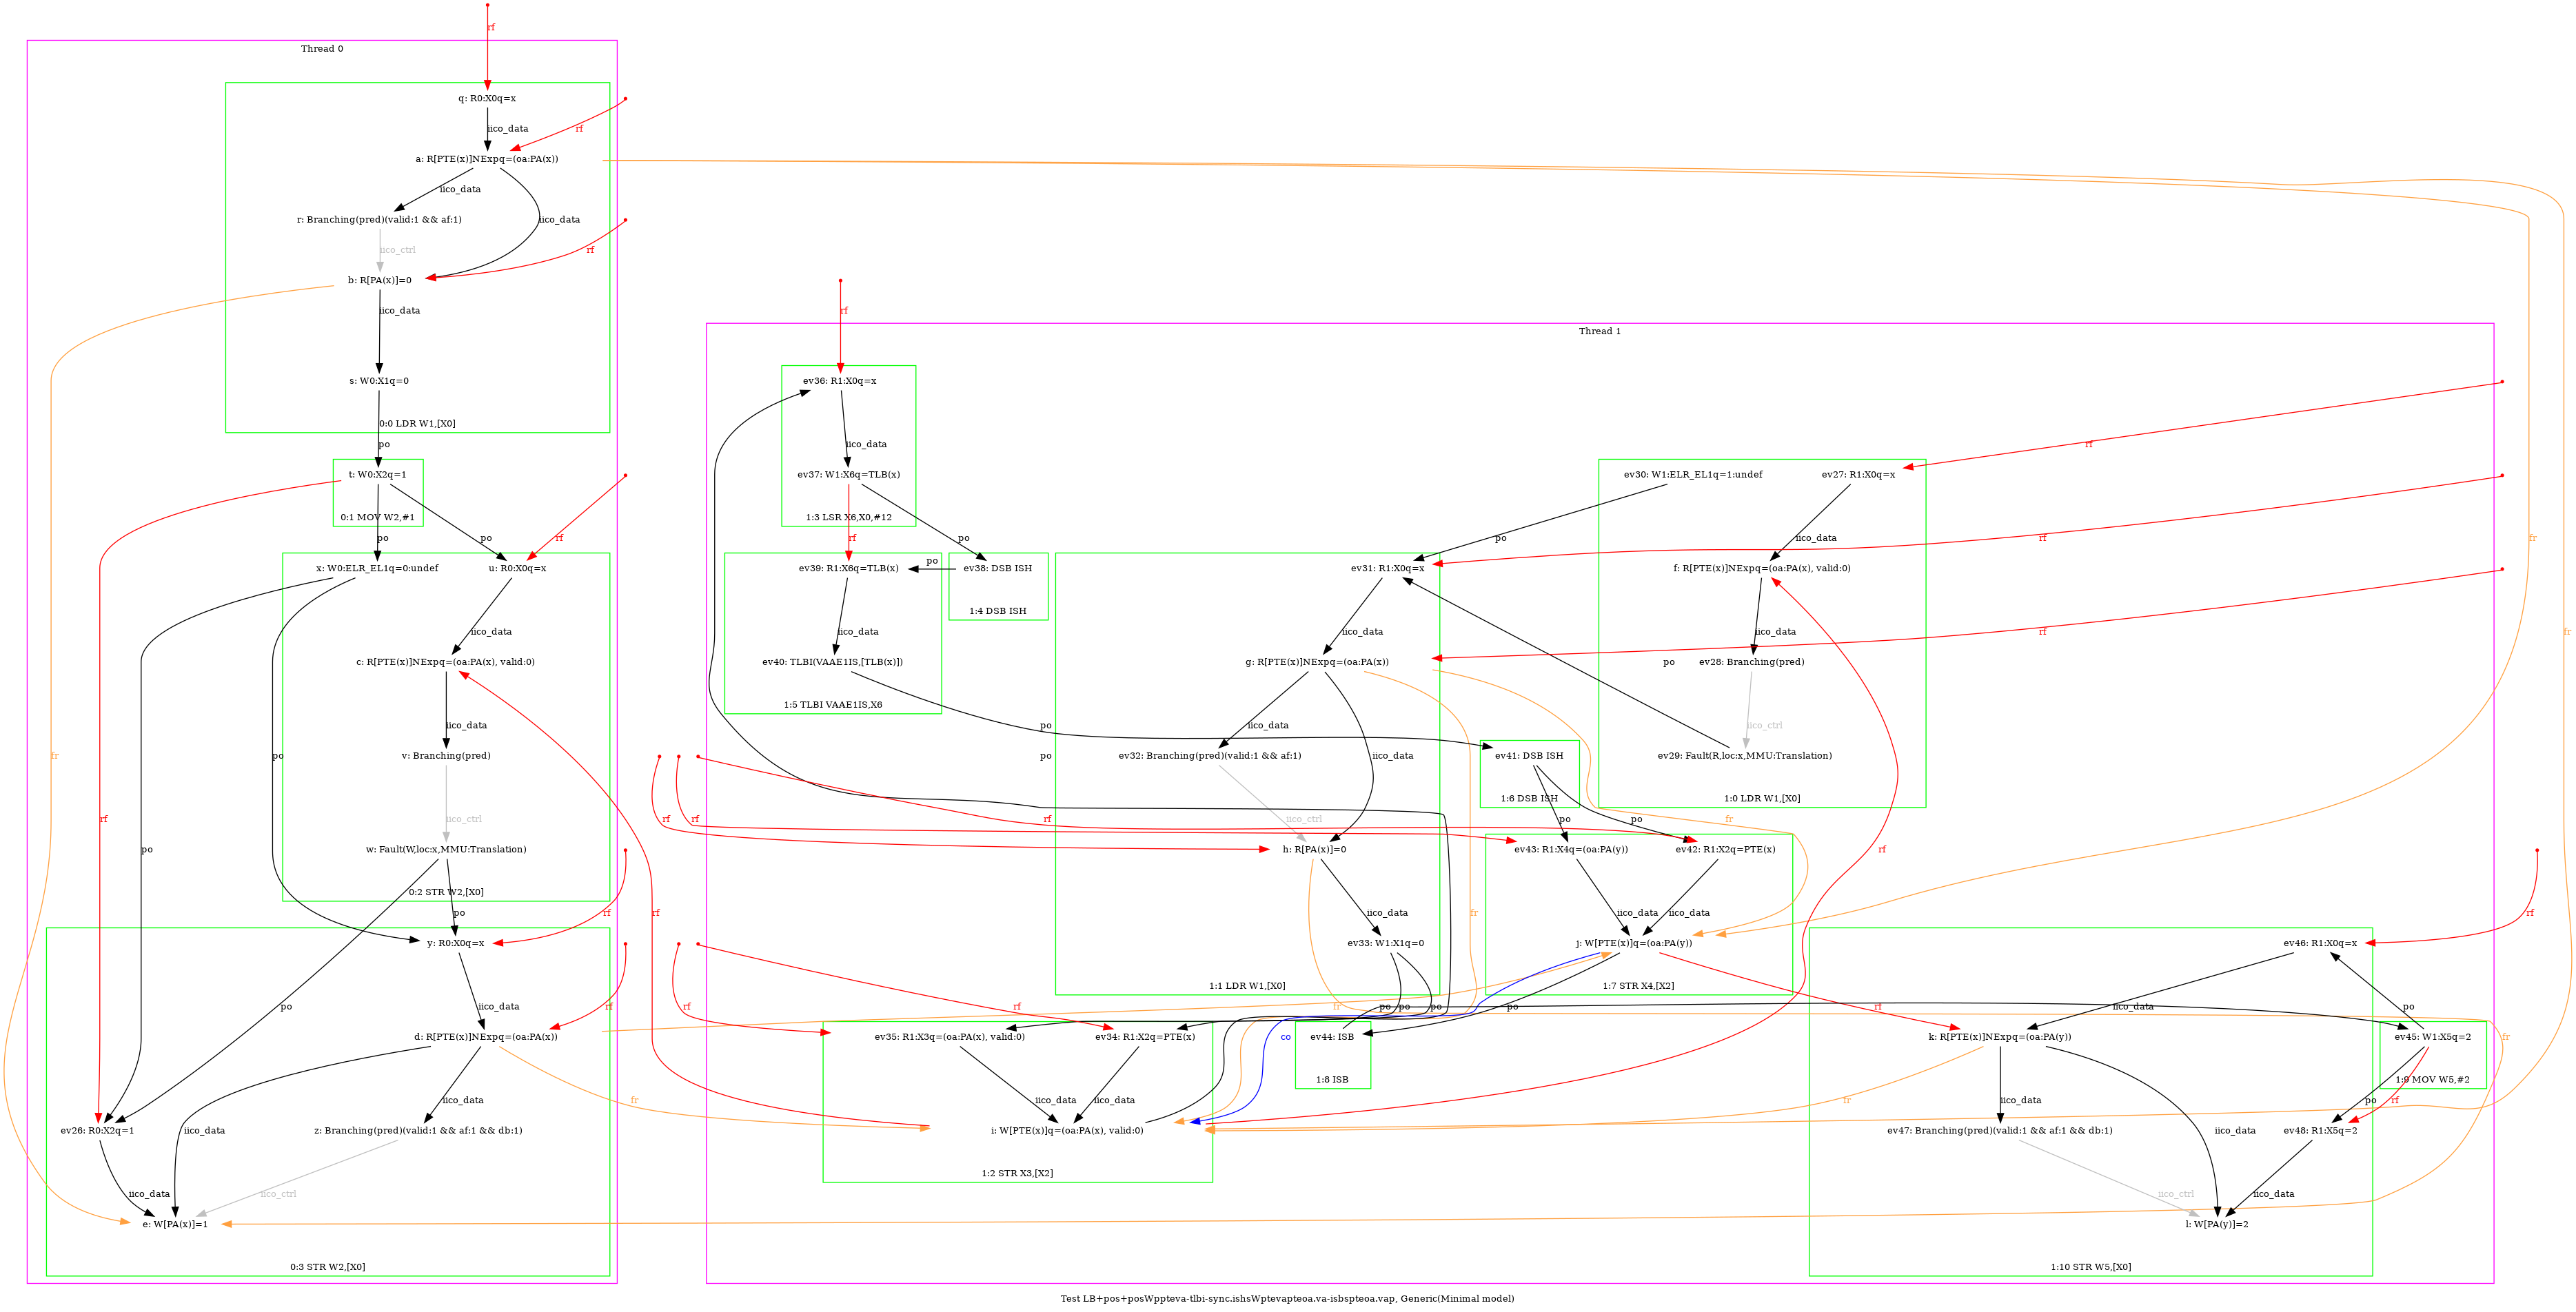 rf
Thread 0
q: R0:X0q=x
iico_data
rf
a: R[PTE(x)]NExpq=(oa:PA(x))
iico_data
r: Branching(pred)(valid:1 && af:1)
iico_data
iico_ctrl
rf
b: R[PA(x)]=0
iico_data
s: W0:X1q=0
0:0 LDR W1,[X0]
po
t: W0:X2q=1
0:1 MOV W2,#1
po
po
rf
x: W0:ELR_EL1q=0:undef
u: R0:X0q=x
iico_data
c: R[PTE(x)]NExpq=(oa:PA(x), valid:0)
iico_data
v: Branching(pred)
fr
po
iico_ctrl
rf
po
w: Fault(W,loc:x,MMU:Translation)
0:2 STR W2,[X0]
po
rf
rf
y: R0:X0q=x
po
iico_data
rf
d: R[PTE(x)]NExpq=(oa:PA(x))
iico_data
fr
ev26: R0:X2q=1
iico_data
z: Branching(pred)(valid:1 && af:1 && db:1)
iico_data
iico_ctrl
e: W[PA(x)]=1
0:3 STR W2,[X0]
rf
Thread 1
ev36: R1:X0q=x
iico_data
ev37: W1:X6q=TLB(x)
1:3 LSR X6,X0,#12
rf
po
ev39: R1:X6q=TLB(x)
po
ev38: DSB ISH
1:4 DSB ISH
iico_data
ev40: TLBI(VAAE1IS,[TLB(x)])
1:5 TLBI VAAE1IS,X6
po
po
rf
ev30: W1:ELR_EL1q=1:undef
ev27: R1:X0q=x
po
iico_data
rf
fr
ev31: R1:X0q=x
f: R[PTE(x)]NExpq=(oa:PA(x), valid:0)
iico_data
iico_data
rf
fr
g: R[PTE(x)]NExpq=(oa:PA(x))
po
ev28: Branching(pred)
iico_data
iico_ctrl
ev32: Branching(pred)(valid:1 && af:1)
iico_data
ev41: DSB ISH
ev29: Fault(R,loc:x,MMU:Translation)
1:6 DSB ISH
1:0 LDR W1,[X0]
rf
rf
rf
iico_ctrl
po
po
fr
h: R[PA(x)]=0
ev43: R1:X4q=(oa:PA(y))
ev42: R1:X2q=PTE(x)
rf
iico_data
fr
iico_data
iico_data
rf
ev33: W1:X1q=0
j: W[PTE(x)]q=(oa:PA(y))
ev46: R1:X0q=x
1:1 LDR W1,[X0]
1:7 STR X4,[X2]
rf
rf
fr
po
po
po
po
rf
iico_data
po
ev35: R1:X3q=(oa:PA(x), valid:0)
ev34: R1:X2q=PTE(x)
co
ev44: ISB
k: R[PTE(x)]NExpq=(oa:PA(y))
ev45: W1:X5q=2
fr
1:8 ISB
1:9 MOV W5,#2
iico_data
iico_data
fr
iico_data
po
rf
i: W[PTE(x)]q=(oa:PA(x), valid:0)
ev47: Branching(pred)(valid:1 && af:1 && db:1)
iico_data
ev48: R1:X5q=2
1:2 STR X3,[X2]
iico_ctrl
iico_data
l: W[PA(y)]=2
1:10 STR W5,[X0]
Test LB+pos+posWppteva-tlbi-sync.ishsWptevapteoa.va-isbspteoa.vap, Generic(Minimal model)